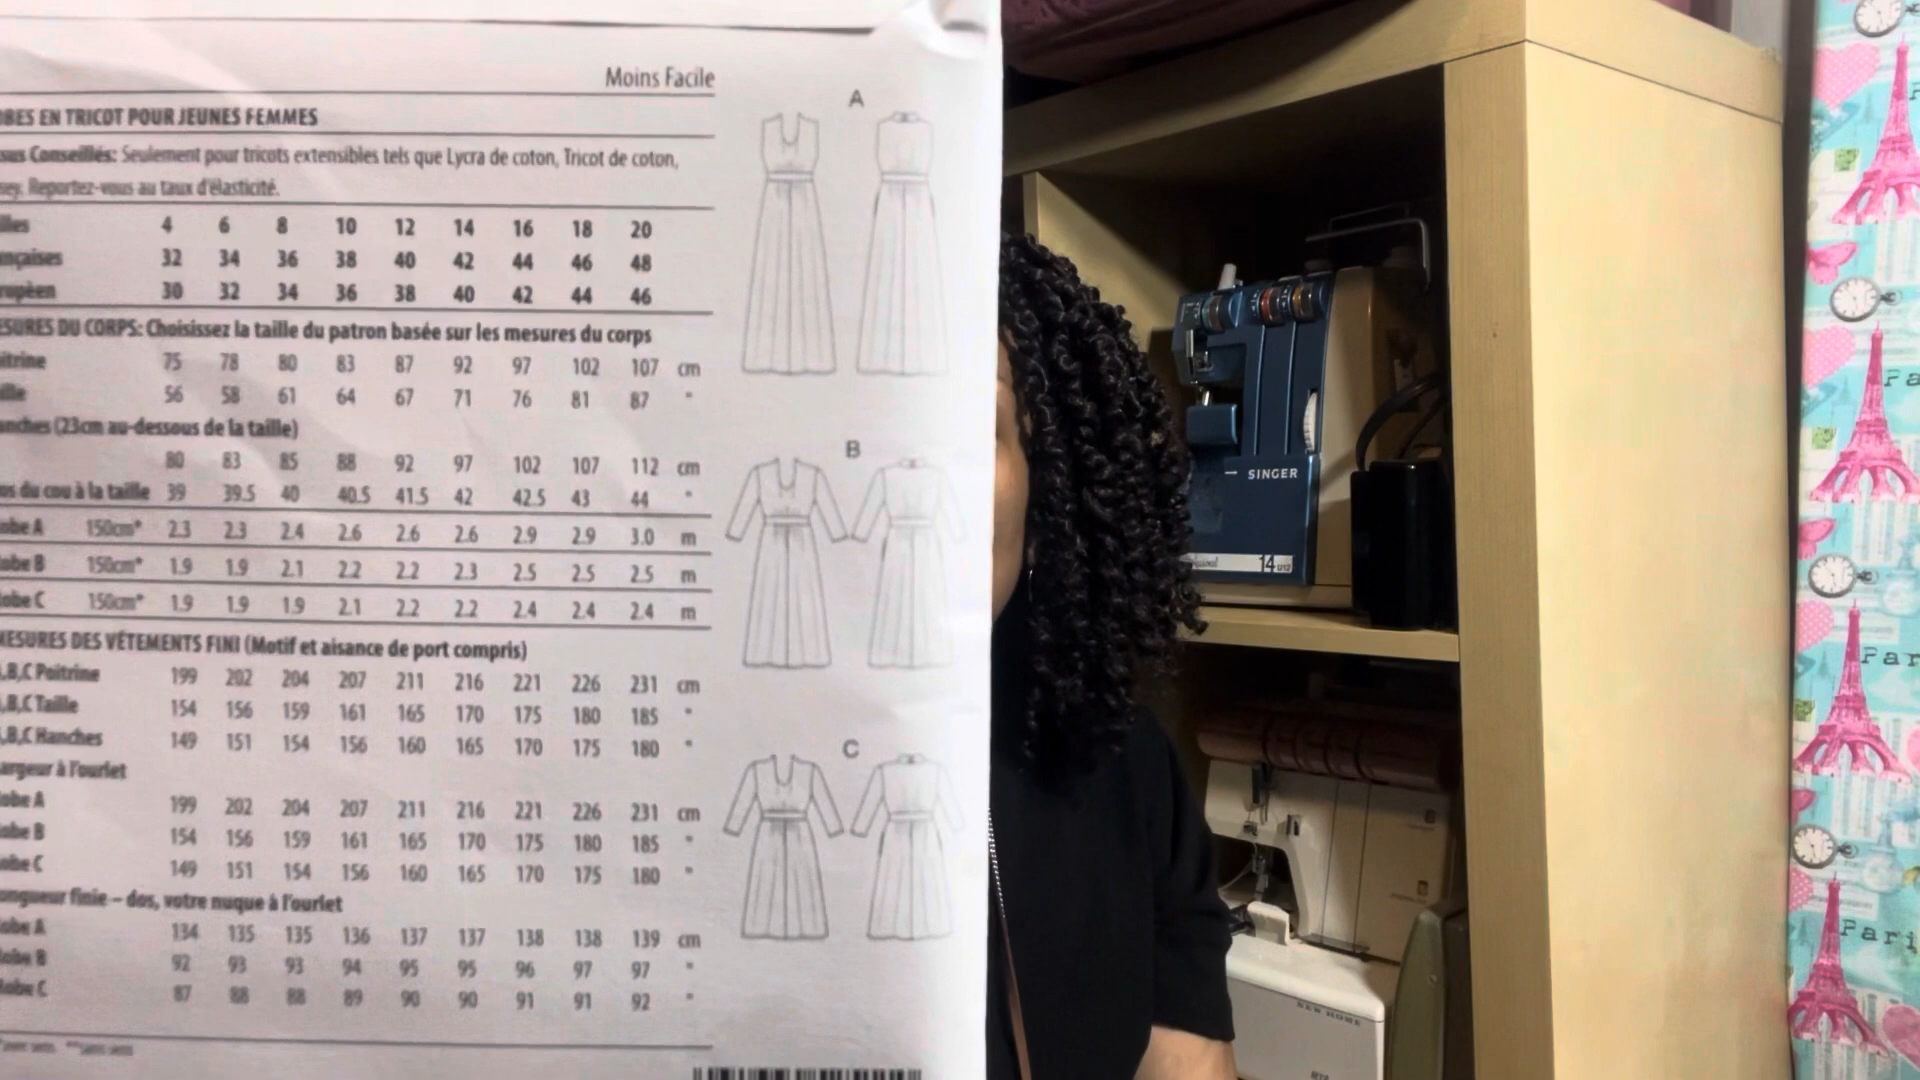 Moins Facile
BES EN TRICOT POUR JEUNES FEMMES
sus Conseillés: Seulement pour tricots extensibles tels que Lycra de coton, Tricot de coton,
sey. Reportez-vous au taux d'élasticité.
lles 4 6 8 10 12 14 16 18 20
nçaises 32 34 36 38 40 42 44 46 48
ropèen 30 32 34 36 38 40 42 44 46
ESURES DU CORPS: Choisissez la taille du patron basée sur les mesures du corps
itrine 75 78 80 83 87 92 97 102 107 cm
ille 56 58 61 64 67 71 76 81 87 "
anches (23cm au-dessous de la taille)
80 83 85 88 92 97 102 107 112 cm
os du cou à la taille 39 39.5 40 40.5 41.5 42 42.5 43 44 "
obe A 150cm* 2.3 2.3 2.4 2.6 2.6 2.6 2.9 2.9 3.0 m
obe B 150cm* 1.9 1.9 2.1 2.2 2.2 2.3 2.5 2.5 2.5 m
obe C 150cm* 1.9 1.9 1.9 2.1 2.2 2.2 2.4 2.4 2.4 m
MESURES DES VÊTEMENTS FINI (Motif et aisance de port compris)
,B,C Poitrine 199 202 204 207 211 216 221 226 231 cm
,B,C Taille 154 156 159 161 165 170 175 180 185 "
,B,C Hanches 149 151 154 156 160 165 170 175 180 "
argeur à l'ourlet
obe A 199 202 204 207 211 216 221 226 231 cm
obe B 154 156 159 161 165 170 175 180 185 "
obe C 149 151 154 156 160 165 170 175 180 "
ongueur finie – dos, votre nuque à l'ourlet
obe A 134 135 135 136 137 137 138 138 139 cm
obe B 92 93 93 94 95 95 96 97 97 "
obe C 87 88 88 89 90 90 91 91 92 "
A
B
C
SINGER
14 U12
NEW HOME
Pa
Par
Pari